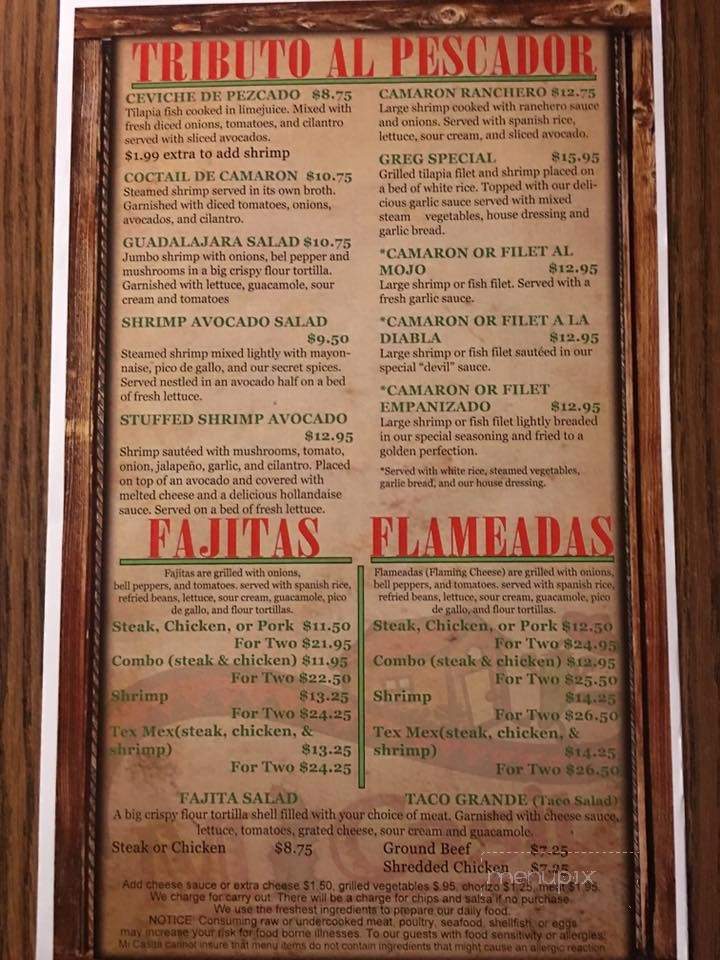 TRIBUTO AL PESCADOR
CEVICHE DE PEZCADO $8.75
Tilapia fish cooked in limejuice. Mixed with
fresh diced onions, tomatoes, and cilantro
served with sliced avocados.
$1.99 extra to add shrimp
COCTAIL DE CAMARON $10.75
Steamed shrimp served in its own broth.
Garnished with diced tomatoes, onions,
avocados, and cilantro.
GUADALAJARA SALAD $10.75
Jumbo shrimp with onions, bel pepper and
mushrooms in a big crispy flour tortilla.
Garnished with lettuce, guacamole, sour
cream and tomatoes
SHRIMP AVOCADO SALAD
$9.50
Steamed shrimp mixed lightly with mayon-
naise, pico de gallo, and our secret spices.
Served nestled in an avocado half on a bed
of fresh lettuce.
STUFFED SHRIMP AVOCADO
$12.95
Shrimp sautéed with mushrooms, tomato,
onion, jalapeño, garlic, and cilantro. Placed
on top of an avocado and covered with
melted cheese and a delicious hollandaise
sauce. Served on a bed of fresh lettuce.
CAMARON RANCHERO $12.75
Large shrimp cooked with ranchero sauce
and onions. Served with spanish rice,
lettuce, sour cream, and sliced avocado.
GREG SPECIAL $15.95
Grilled tilapia filet and shrimp placed on
a bed of white rice. Topped with our deli-
cious garlic sauce served with mixed
steam vegetables, house dressing and
garlic bread.
*CAMARON OR FILET AL
MOJO $12.95
Large shrimp or fish filet. Served with a
fresh garlic sauce.
*CAMARON OR FILET A LA
DIABLA $12.95
Large shrimp or fish filet sautéed in our
special "devil" sauce.
*CAMARON OR FILET
EMPANIZADO $12.95
Large shrimp or fish filet lightly breaded
in our special seasoning and fried to a
golden perfection.
*Served with white rice, steamed vegetables,
garlic bread, and our house dressing.
FAJITAS
Fajitas are grilled with onions,
bell peppers, and tomatoes. served with spanish rice,
refried beans, lettuce, sour cream, guacamole, pico
de gallo, and flour tortillas.
Steak, Chicken, or Pork $11.50
For Two $21.95
Combo (steak & chicken) $11.95
For Two $22.50
Shrimp $13.25
For Two $24.25
Tex Mex(steak, chicken, &
shrimp) $13.25
For Two $24.25
FLAMEADAS
Flameadas (Flaming Cheese) are grilled with onions,
bell peppers, and tomatoes. served with spanish rice,
refried beans, lettuce, sour cream, guacamole, pico
de gallo, and flour tortillas.
Steak, Chicken, or Pork $12.50
For Two $24.95
Combo (steak & chicken) $12.95
For Two $25.50
Shrimp $14.25
For Two $26.50
Tex Mex(steak, chicken, &
shrimp) $14.25
For Two $26.50
FAJITA SALAD TACO GRANDE (Taco Salad)
A big crispy flour tortilla shell filled with your choice of meat. Garnished with cheese sauce,
lettuce, tomatoes, grated cheese, sour cream and guacamole.
Steak or Chicken $8.75 Ground Beef $7.25
Shredded Chicken $7.25
menupix
Add cheese sauce or extra cheese $1.50, grilled vegetables $.95, chorizo $1.25, meat $1.95.
We charge for carry out. There will be a charge for chips and salsa if no purchase.
We use the freshest ingredients to prepare our daily food.
NOTICE: Consuming raw or undercooked meat, poultry, seafood, shellfish, or eggs
may increase your risk for food borne illnesses. To our guests with food sensitivity or allergies.
Mi Casita cannot insure that menu items do not contain ingredients that might cause an allergic reaction